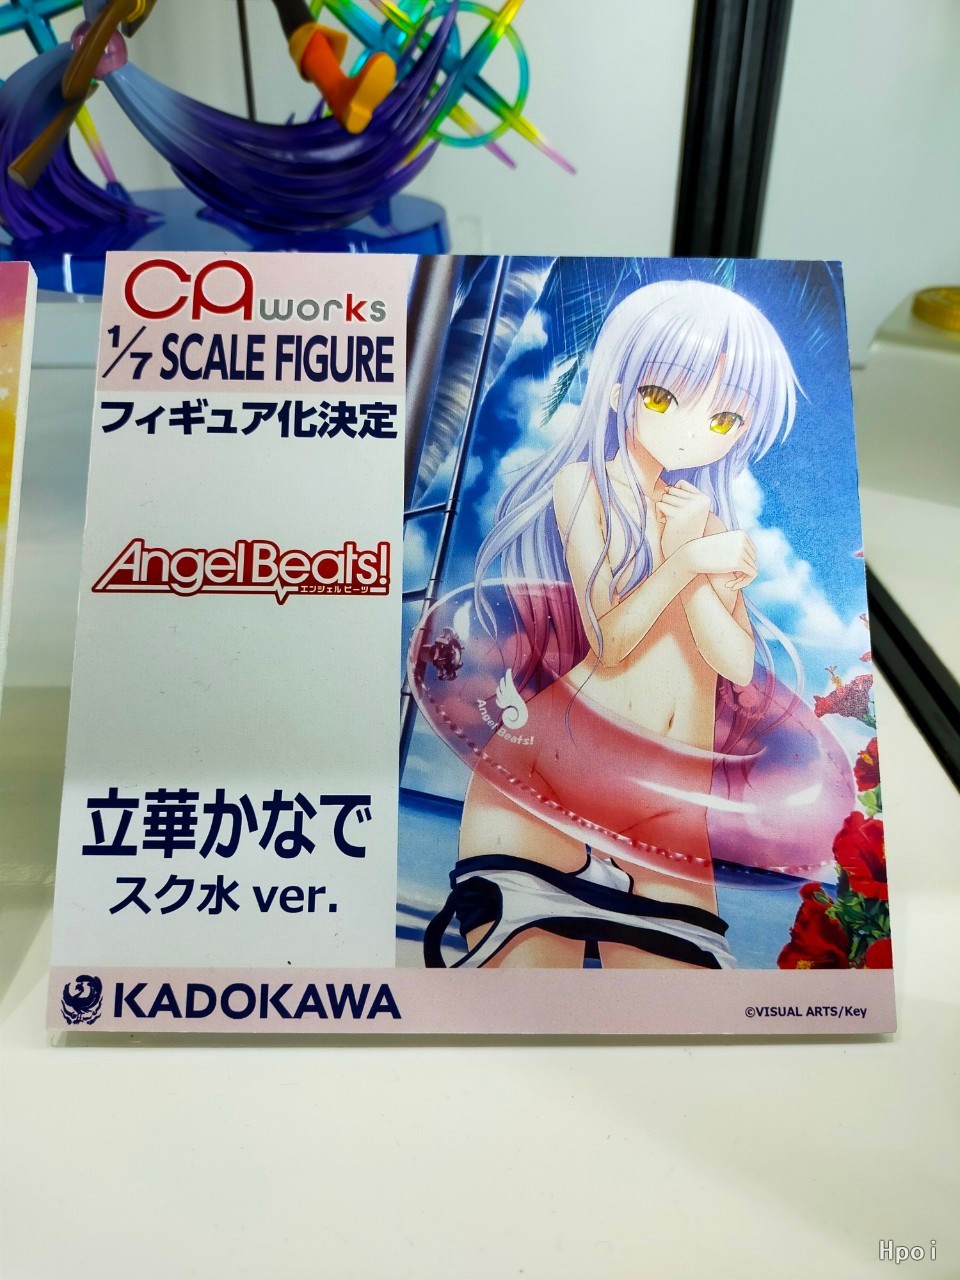 CAworks
1/7 SCALE FIGURE
フィギュア化決定
Angel Beats!
エンジェルビーツ
Angel Beats!
立華かなで
スク水 ver.
KADOKAWA
©VISUAL ARTS/Key
Hpoi